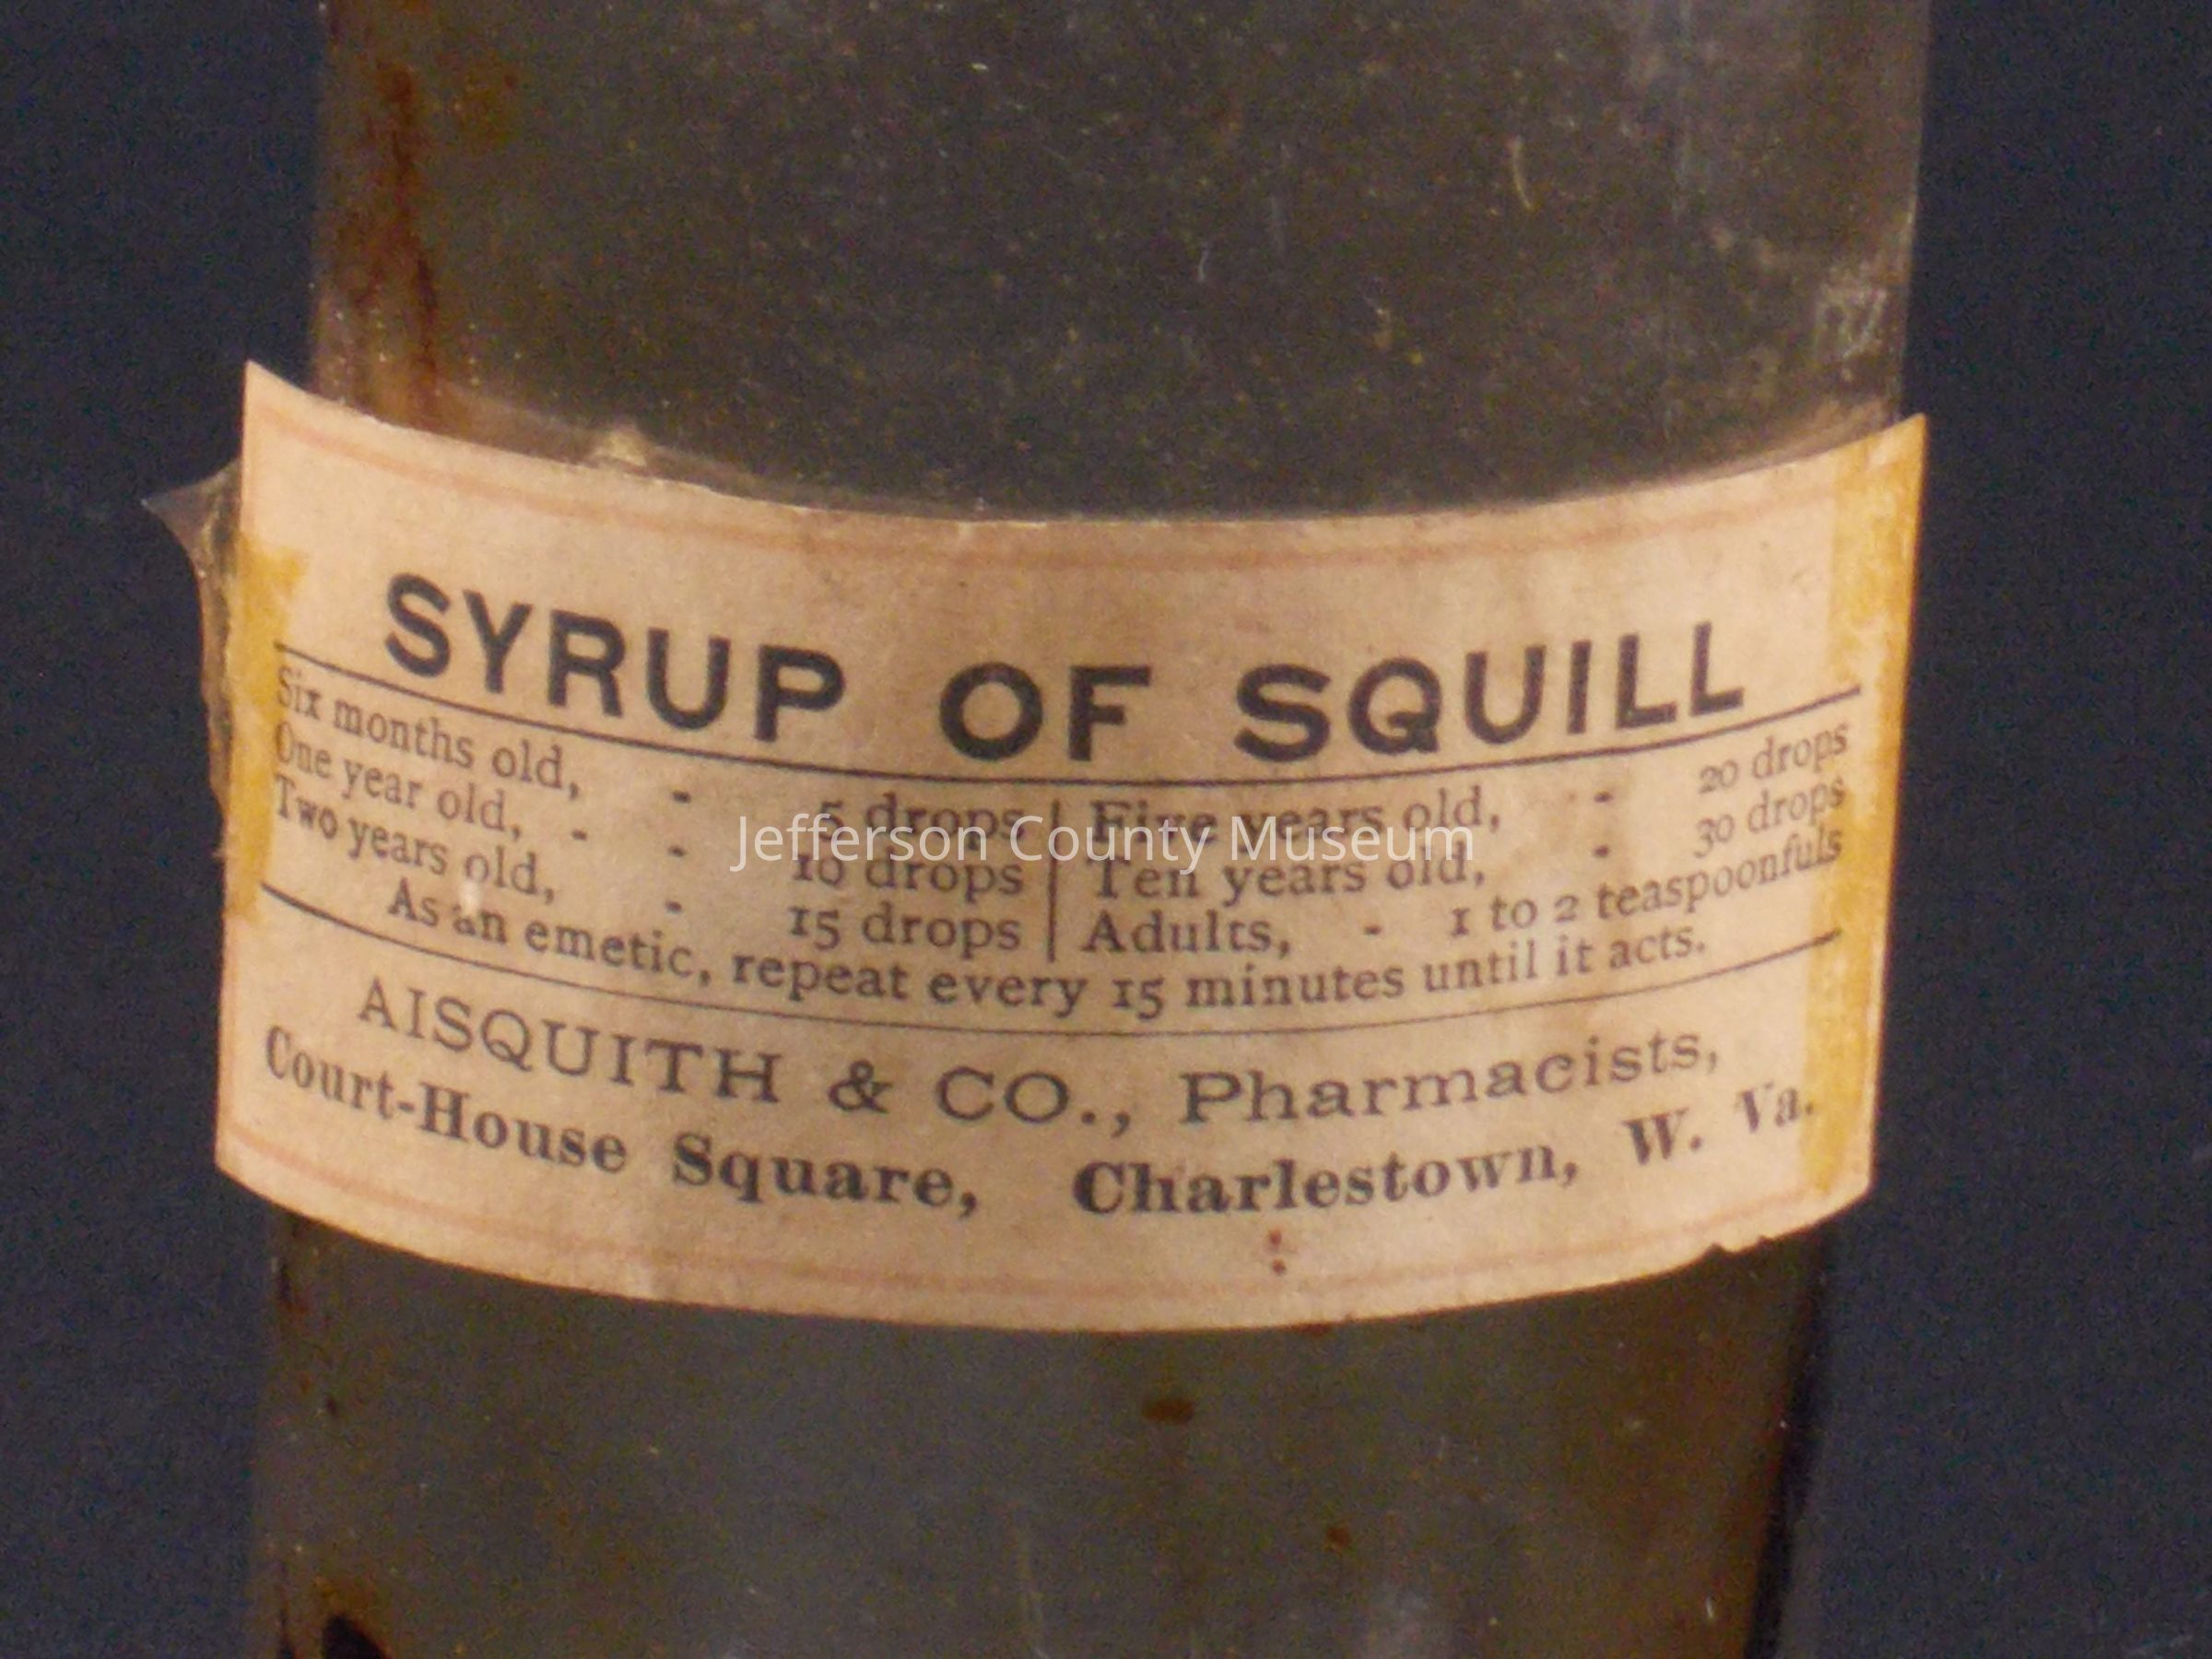 SYRUP OF SQUILL
Six months old, - 5 drops | Five years old, - 20 drops
One year old, - - 10 drops | Ten years old, - 30 drops
Two years old, - 15 drops | Adults, - 1 to 2 teaspoonfuls
As an emetic, repeat every 15 minutes until it acts.
AISQUITH & CO., Pharmacists,
Court-House Square, Charlestown, W. Va.
Jefferson County Museum